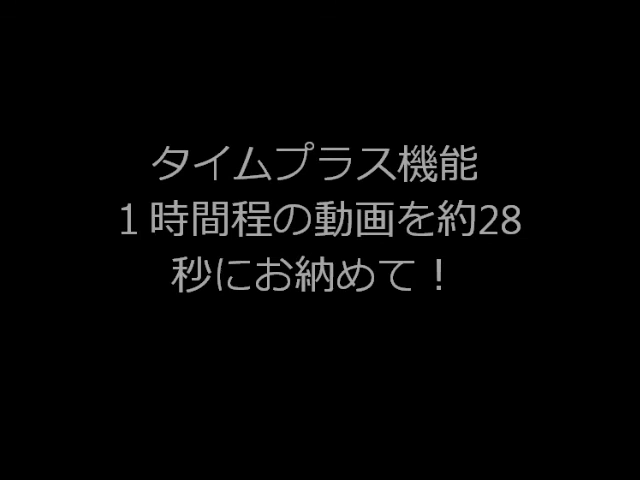 タイムプラス機能
１時間程の動画を約28
秒にお納めて！